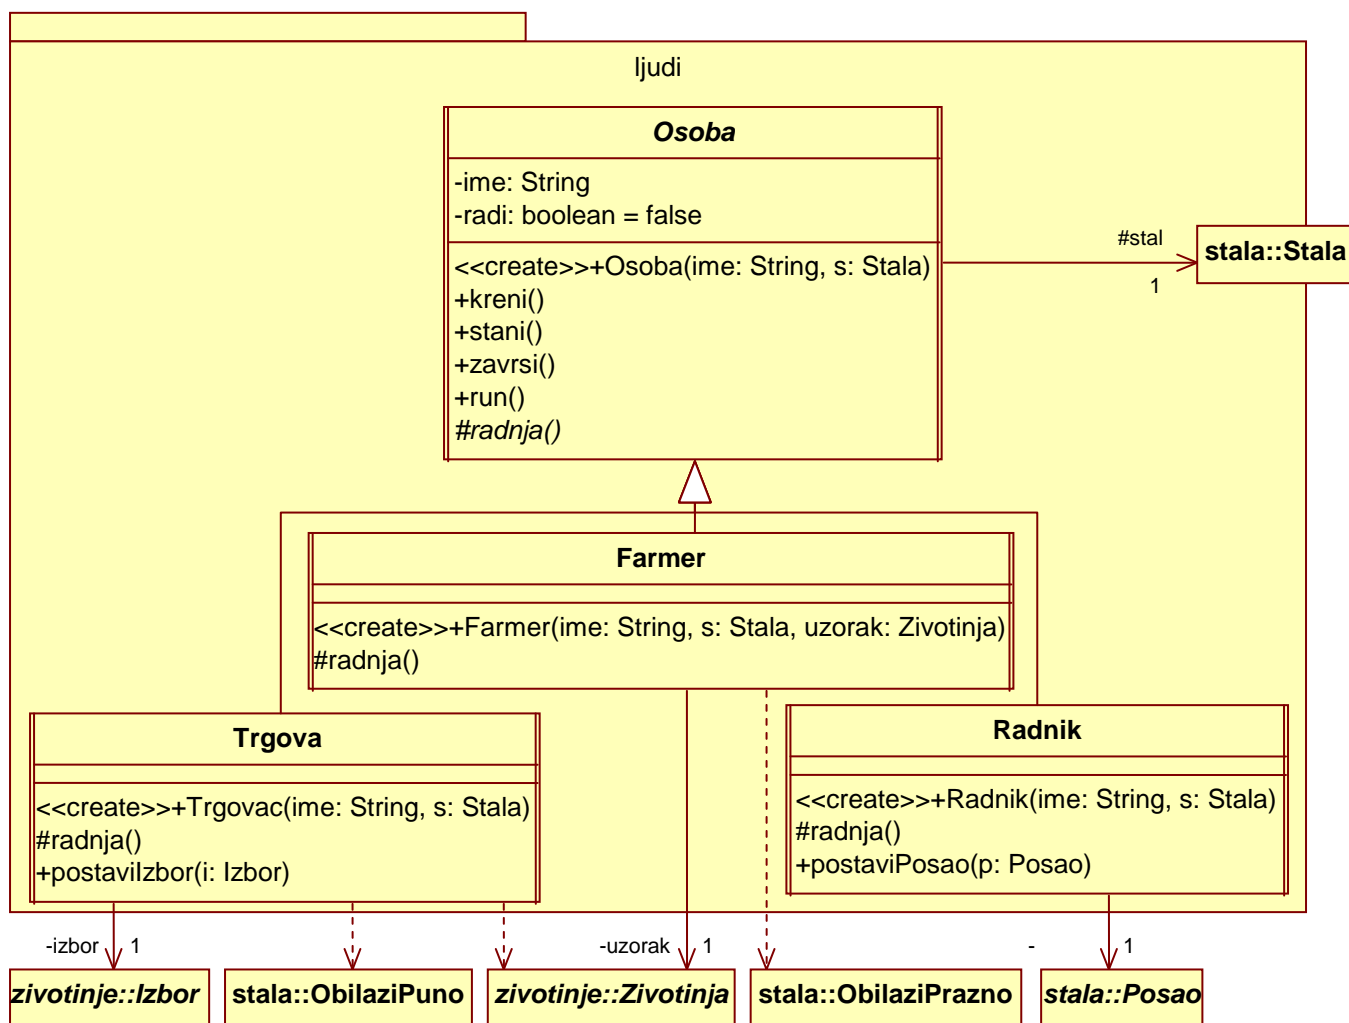 ljudi
Osoba
-ime: String
-radi: boolean = false
<<create>>+Osoba(ime: String, s: Stala)
+kreni()
+stani()
+zavrsi()
+run()
#radnja()
#stal
1
stala::Stala
Farmer
<<create>>+Farmer(ime: String, s: Stala, uzorak: Zivotinja)
#radnja()
Trgova
<<create>>+Trgovac(ime: String, s: Stala)
#radnja()
+postaviIzbor(i: Izbor)
Radnik
<<create>>+Radnik(ime: String, s: Stala)
#radnja()
+postaviPosao(p: Posao)
-izbor 1
-uzorak 1
- 1
zivotinje::Izbor
stala::ObilaziPuno
zivotinje::Zivotinja
stala::ObilaziPrazno
stala::Posao